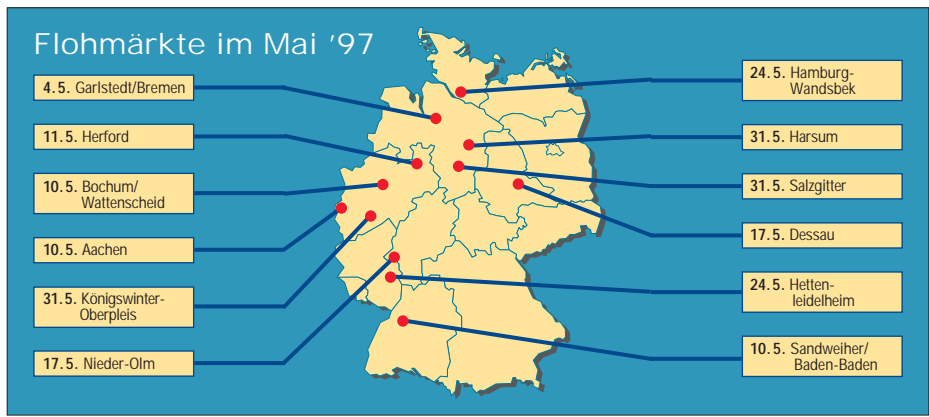 Flohmärkte im Mai '97
4.5. Garlstedt/Bremen
11.5. Herford
10.5. Bochum/
Wattenscheid
10.5. Aachen
31.5. Königswinter-
Oberpleis
17.5. Nieder-Olm
24.5. Hamburg-
Wandsbek
31.5. Harsum
31.5. Salzgitter
17.5. Dessau
24.5. Hetten-
leidelheim
10.5. Sandweiher/
Baden-Baden